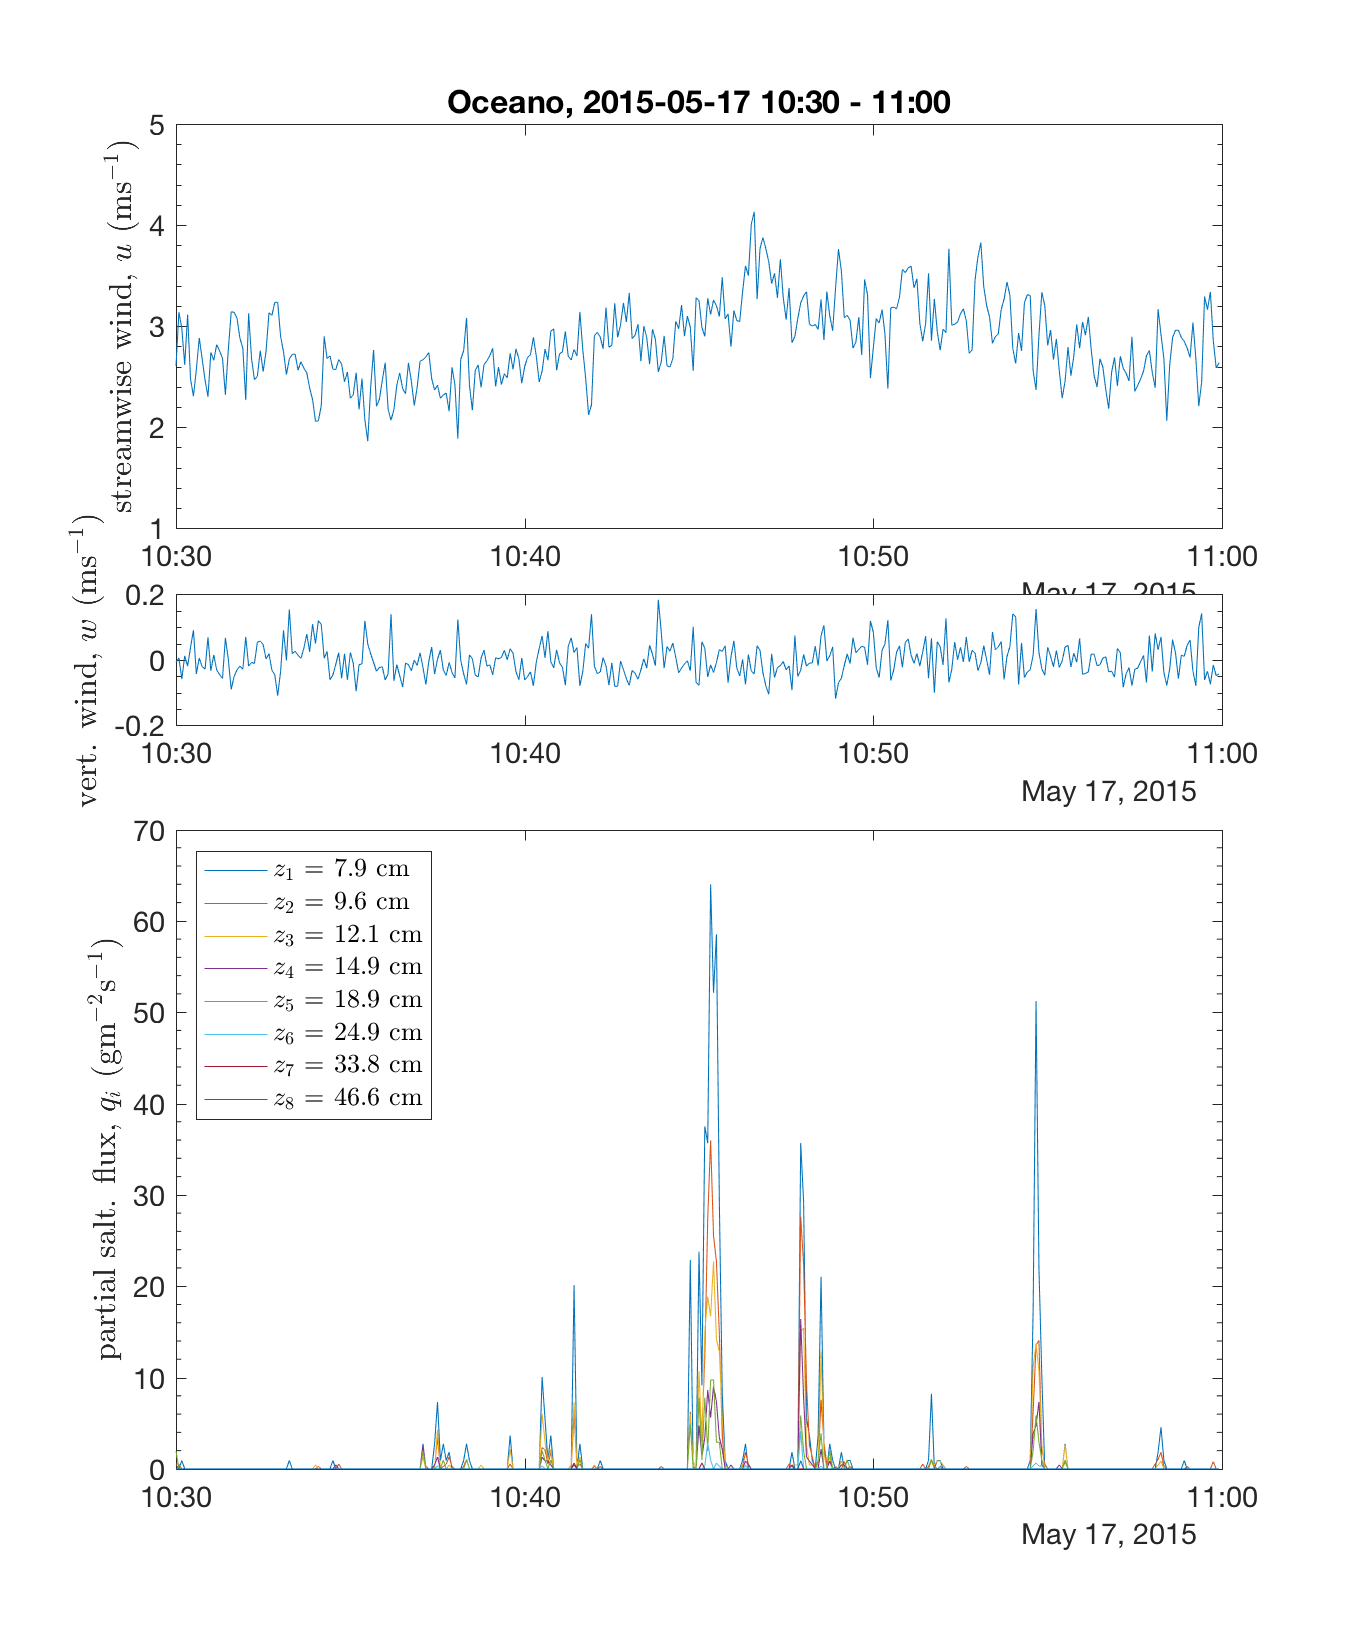 Oceano, 2015-05-17 10:30 - 11:00
streamwise wind, u (ms⁻¹)
5
4
3
2
1
10:30 10:40 10:50 11:00
May 17, 2015
vert. wind, w (ms⁻¹)
0.2
0
-0.2
10:30 10:40 10:50 11:00
May 17, 2015
partial salt. flux, qᵢ (gm⁻²s⁻¹)
70
60
50
40
30
20
10
0
z₁ = 7.9 cm
z₂ = 9.6 cm
z₃ = 12.1 cm
z₄ = 14.9 cm
z₅ = 18.9 cm
z₆ = 24.9 cm
z₇ = 33.8 cm
z₈ = 46.6 cm
10:30 10:40 10:50 11:00
May 17, 2015